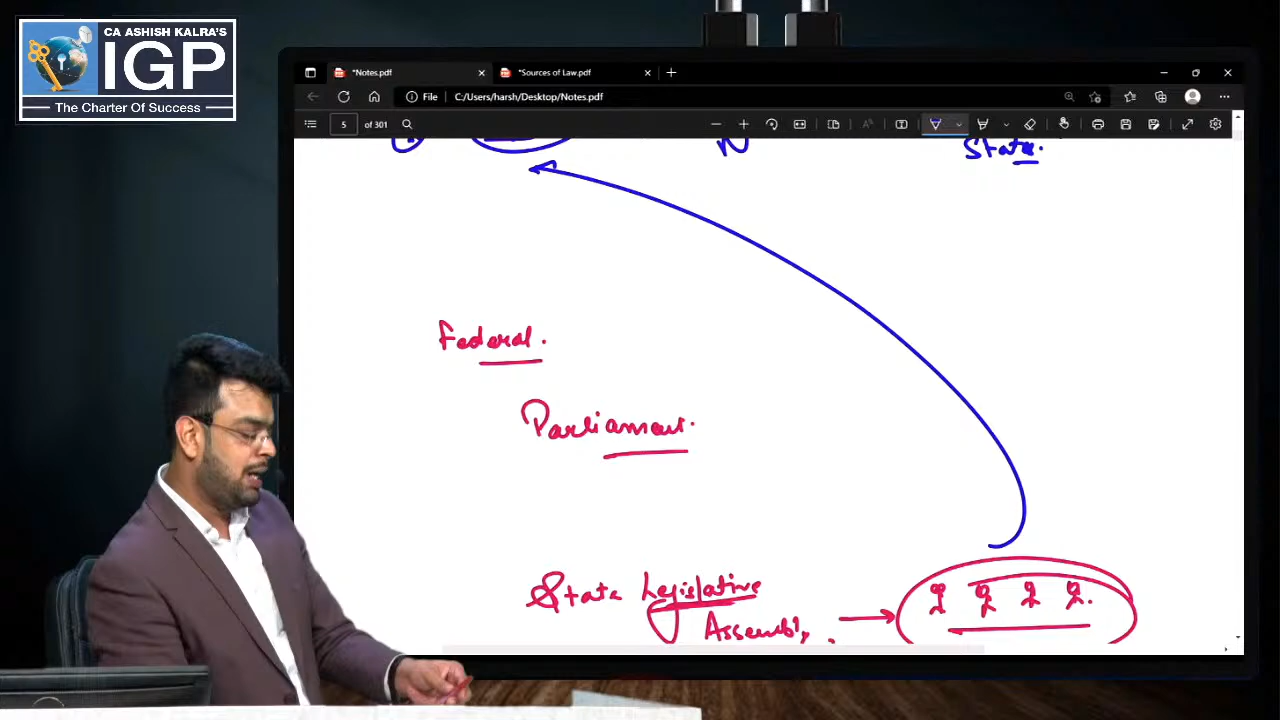 CA ASHISH KALRA'S
IGP
The Charter Of Success
*Notes.pdf
*Sources of Law.pdf
File
C:/Users/harsh/Desktop/Notes.pdf
5 of 301
State.
Federal.
Parliament.
State Legislative
Assembly